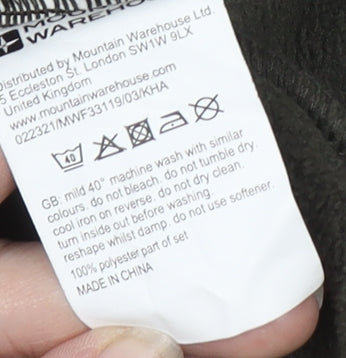 MOUNTAIN
WAREHOUSE
Distributed by Mountain Warehouse Ltd.
5 Eccleston St. London SW1W 9LX
United Kingdom
www.mountainwarehouse.com
022321/MWF33119/03/KHA
40
GB: mild 40° machine wash with similar
colours. do not bleach. do not tumble dry.
cool iron on reverse. do not dry clean.
turn inside out before washing.
reshape whilst damp. do not use softener.
100% polyester part of set
MADE IN CHINA